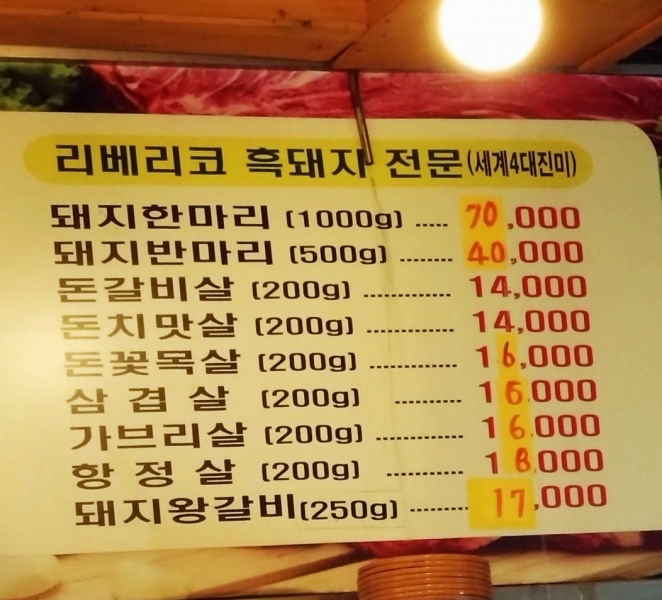 리베리코 흑돼지 전문(세계4대진미)
돼지한마리 (1000g) ..... 70,000
돼지반마리 (500g) ........ 40,000
돈갈비살 (200g) .............. 14,000
돈치맛살 (200g) .............. 14,000
돈꽃목살 (200g) .............. 16,000
삼겹살 (200g) ........... 16,000
가브리살 (200g) .............. 16,000
항정살 (200g) ............ 18,000
돼지왕갈비(250g) ......... 17,000